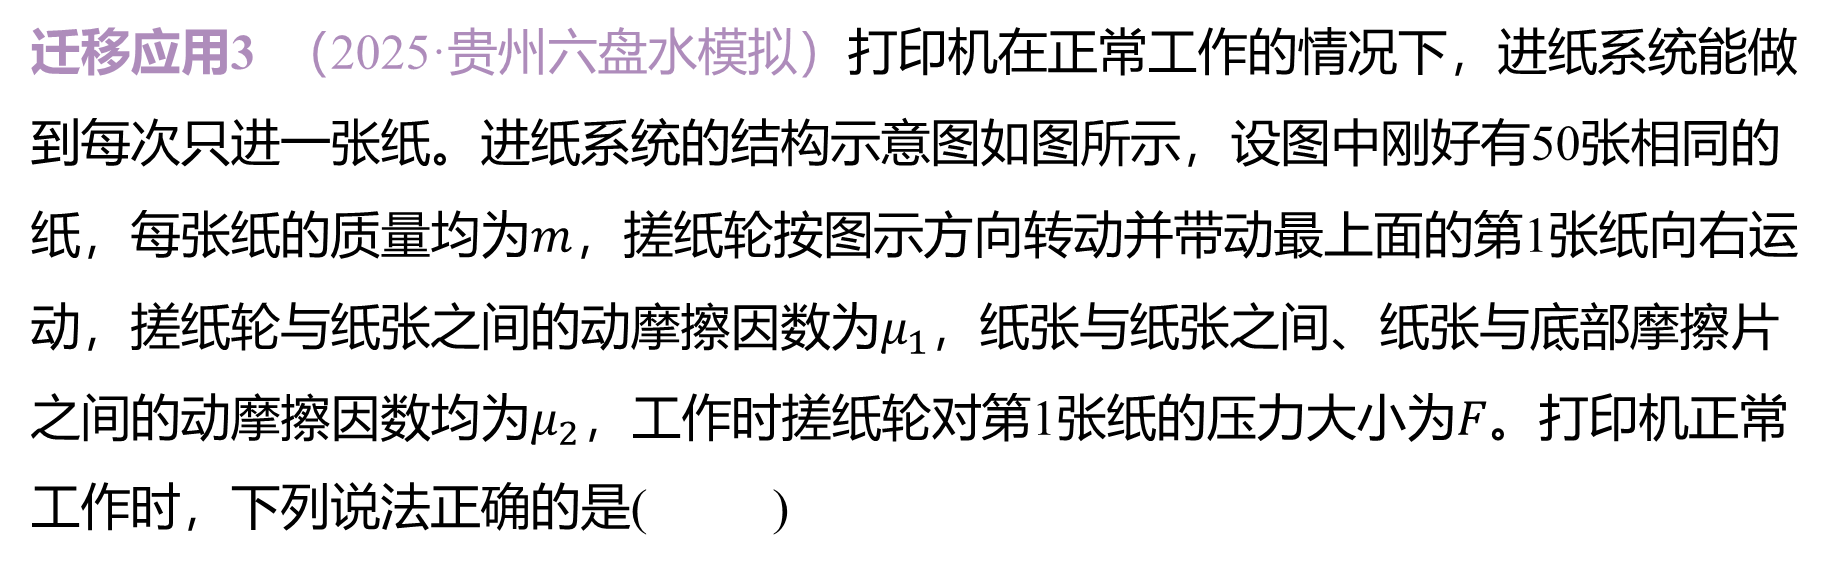 迁移应用3 （2025·贵州六盘水模拟）打印机在正常工作的情况下，进纸系统能做
到每次只进一张纸。进纸系统的结构示意图如图所示，设图中刚好有50张相同的
纸，每张纸的质量均为m，搓纸轮按图示方向转动并带动最上面的第1张纸向右运
动，搓纸轮与纸张之间的动摩擦因数为μ₁，纸张与纸张之间、纸张与底部摩擦片
之间的动摩擦因数均为μ₂，工作时搓纸轮对第1张纸的压力大小为F。打印机正常
工作时，下列说法正确的是(  )